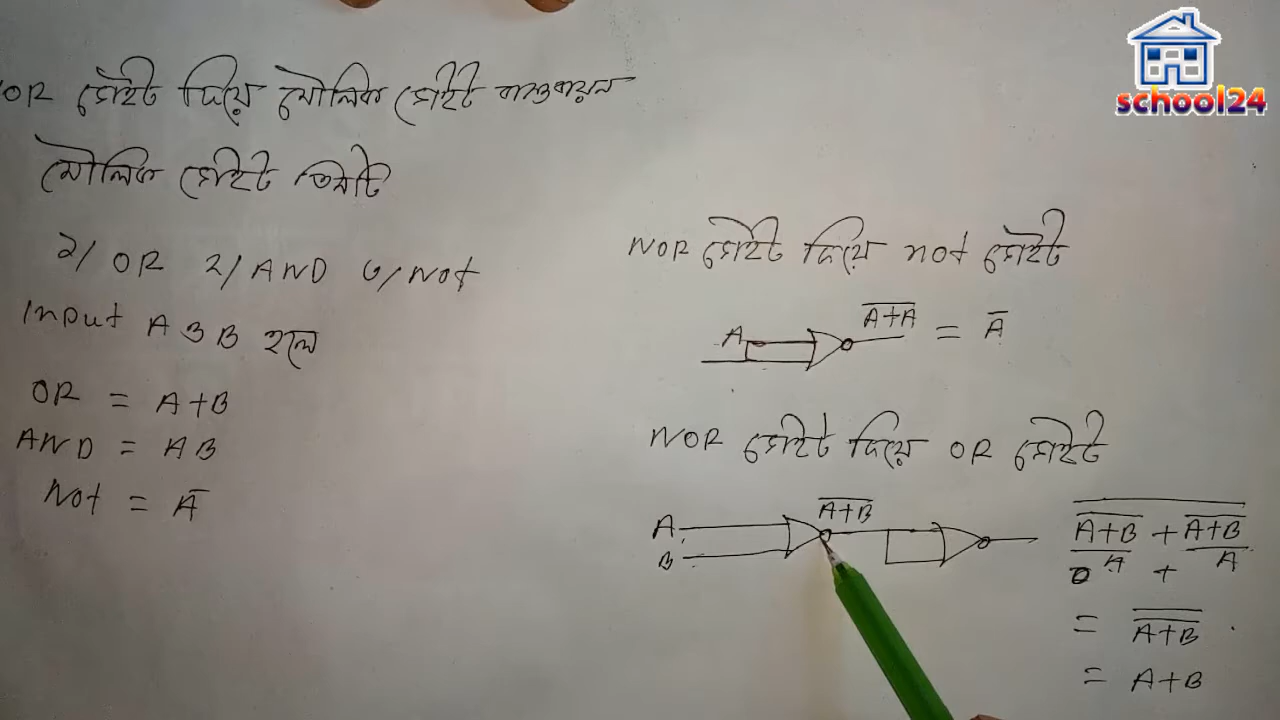 school24
OR গেইট দিয়ে মৌলিক গেইট বাস্তবায়ন
মৌলিক গেইট তিনটি
১/ OR ২/ AND ৩/ Not
Input A ও B হলে
OR = A+B
AND = AB
Not = A̅
NOR গেইট দিয়ে not গেইট
A A̅+̅A̅ = A̅
NOR গেইট দিয়ে OR গেইট
A̅+̅B̅
A
B
A̅+̅B̅ + A̅+̅B̅
A + A
= A̅+̅B̅
= A+B